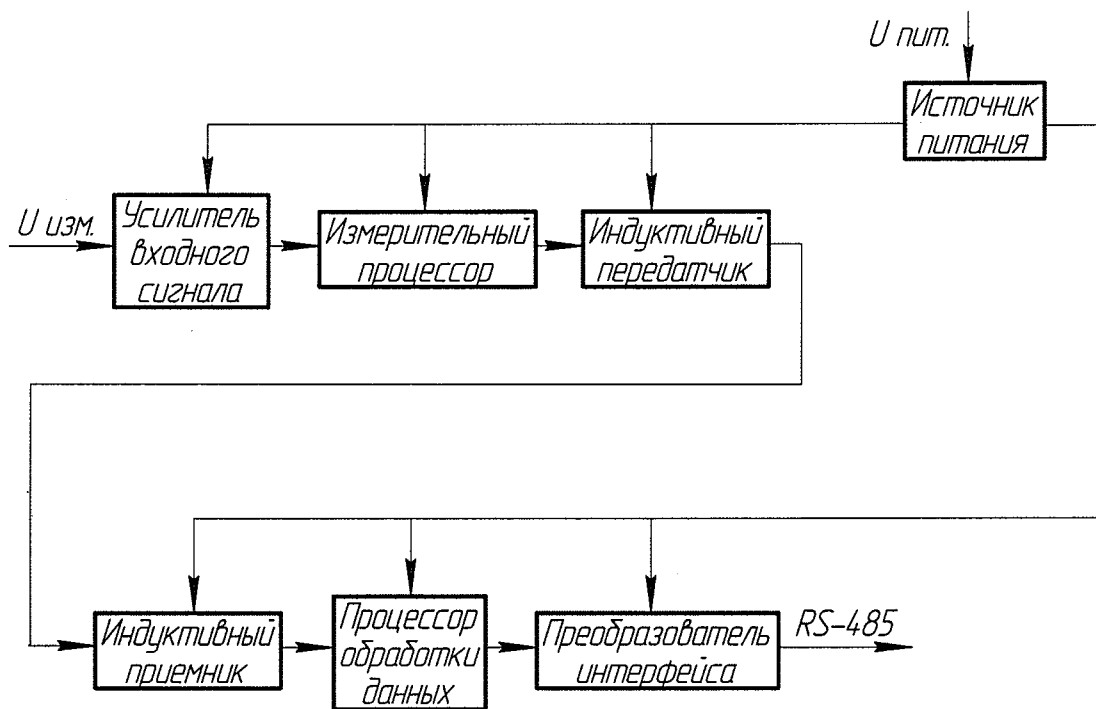 U пит.
Источник
питания
U изм.
Усилитель
входного
сигнала
Измерительный
процессор
Индуктивный
передатчик
Индуктивный
приемник
Процессор
обработки
данных
Преобразователь
интерфейса
RS-485